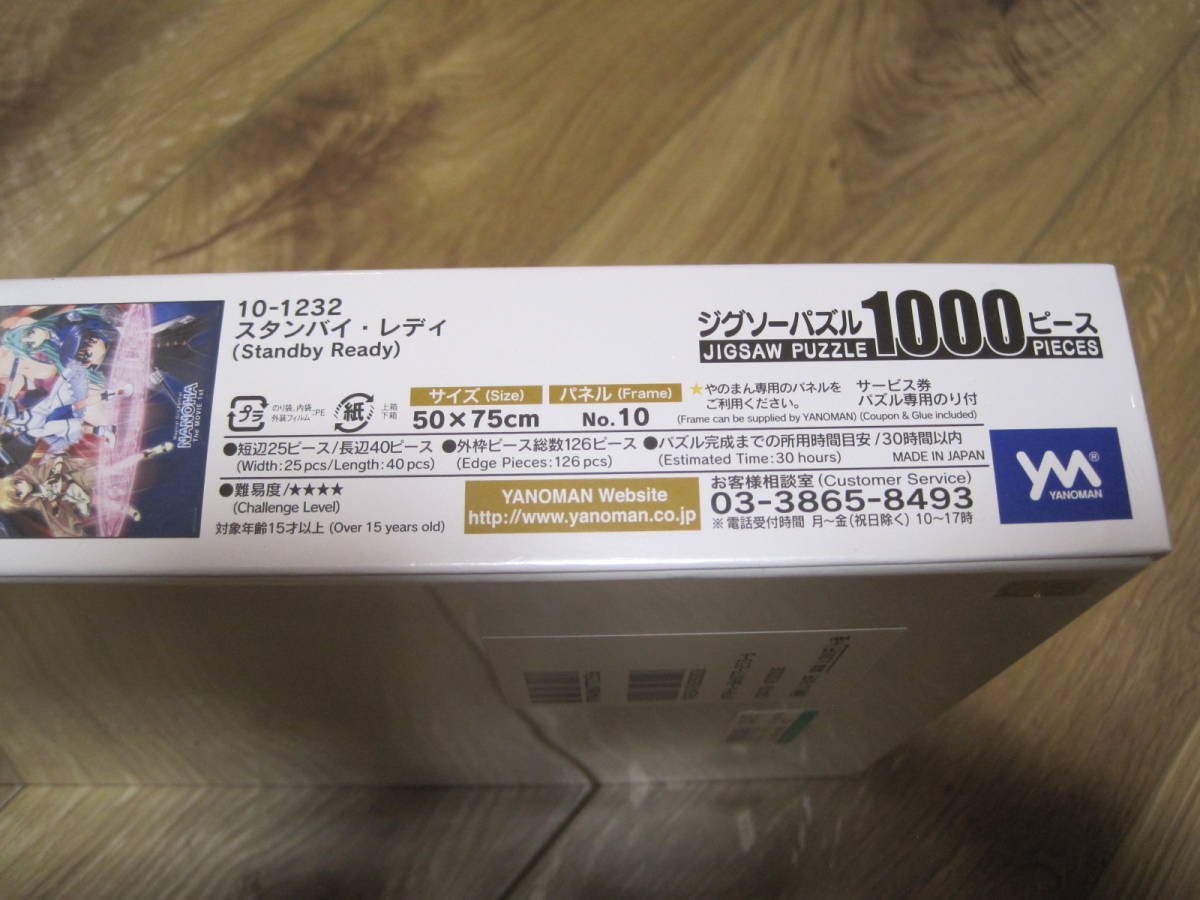 10-1232
スタンバイ・レディ
(Standby Ready)
ジグソーパズル 1000 ピース
JIGSAW PUZZLE PIECES
NANOHA
The MOVIE 1st
プラ
のり袋、内袋、
外装フィルム:PE
紙
上箱
下箱
サイズ (Size)
50×75cm
パネル (Frame)
No.10
★やのまん専用のパネルを
ご利用ください。
(Frame can be supplied by YANOMAN)
サービス券
パズル専用のり付
(Coupon & Glue included)
●短辺25ピース/長辺40ピース ●外枠ピース総数126ピース ●パズル完成までの所用時間目安/30時間以内
(Width:25pcs/Length:40pcs) (Edge Pieces:126pcs) (Estimated Time:30 hours) MADE IN JAPAN
●難易度/★★★★
(Challenge Level)
対象年齢15才以上 (Over 15 years old)
YANOMAN Website
http://www.yanoman.co.jp
お客様相談室(Customer Service)
03-3865-8493
※電話受付時間 月〜金(祝日除く) 10〜17時
YM®
YANOMAN